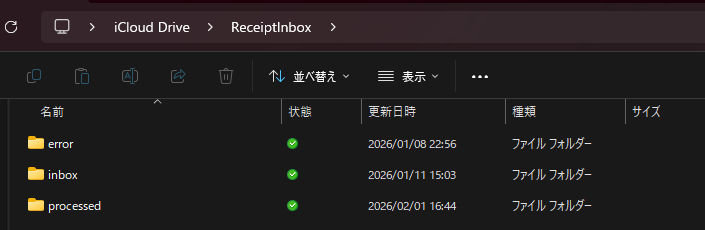 iCloud Drive > ReceiptInbox >
並べ替え 表示 ...
名前 状態 更新日時 種類 サイズ
error 2026/01/08 22:56 ファイル フォルダー
inbox 2026/01/11 15:03 ファイル フォルダー
processed 2026/02/01 16:44 ファイル フォルダー